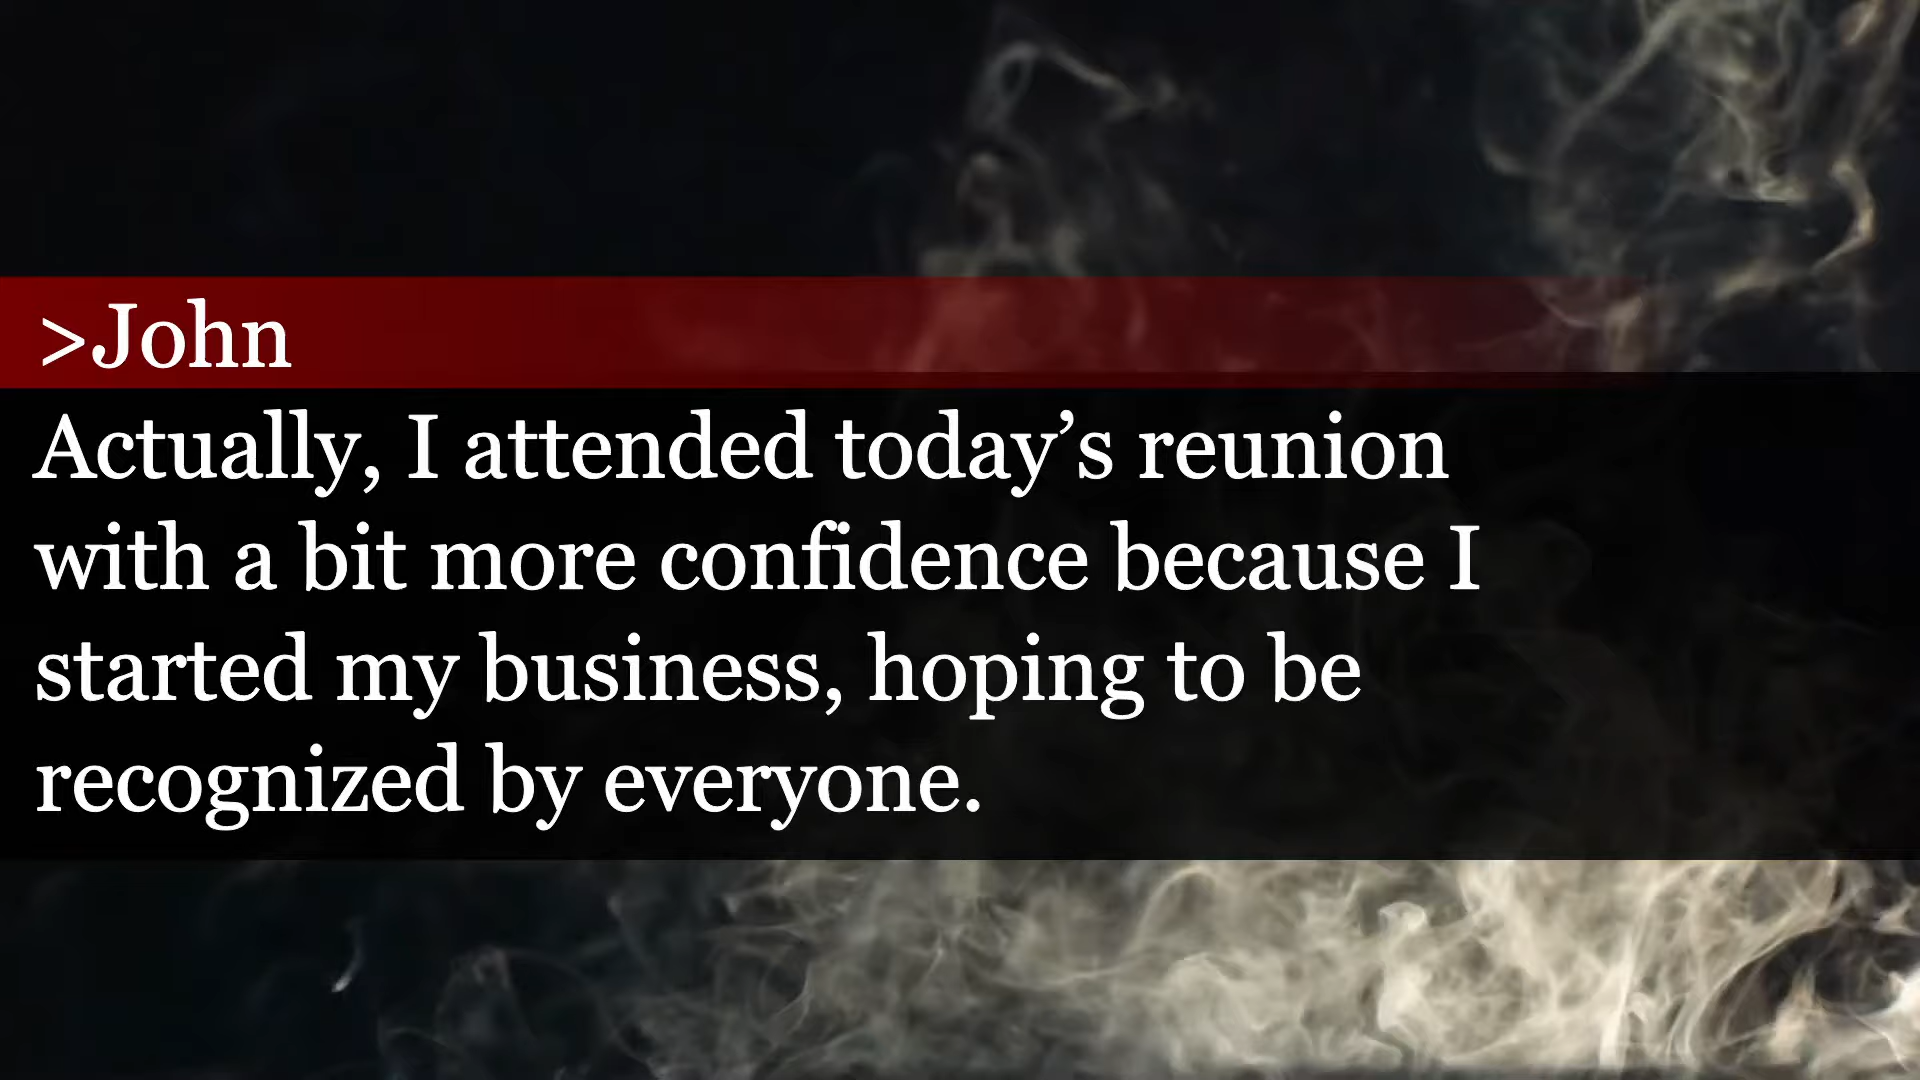 >John
Actually, I attended today’s reunion
with a bit more confidence because I
started my business, hoping to be
recognized by everyone.